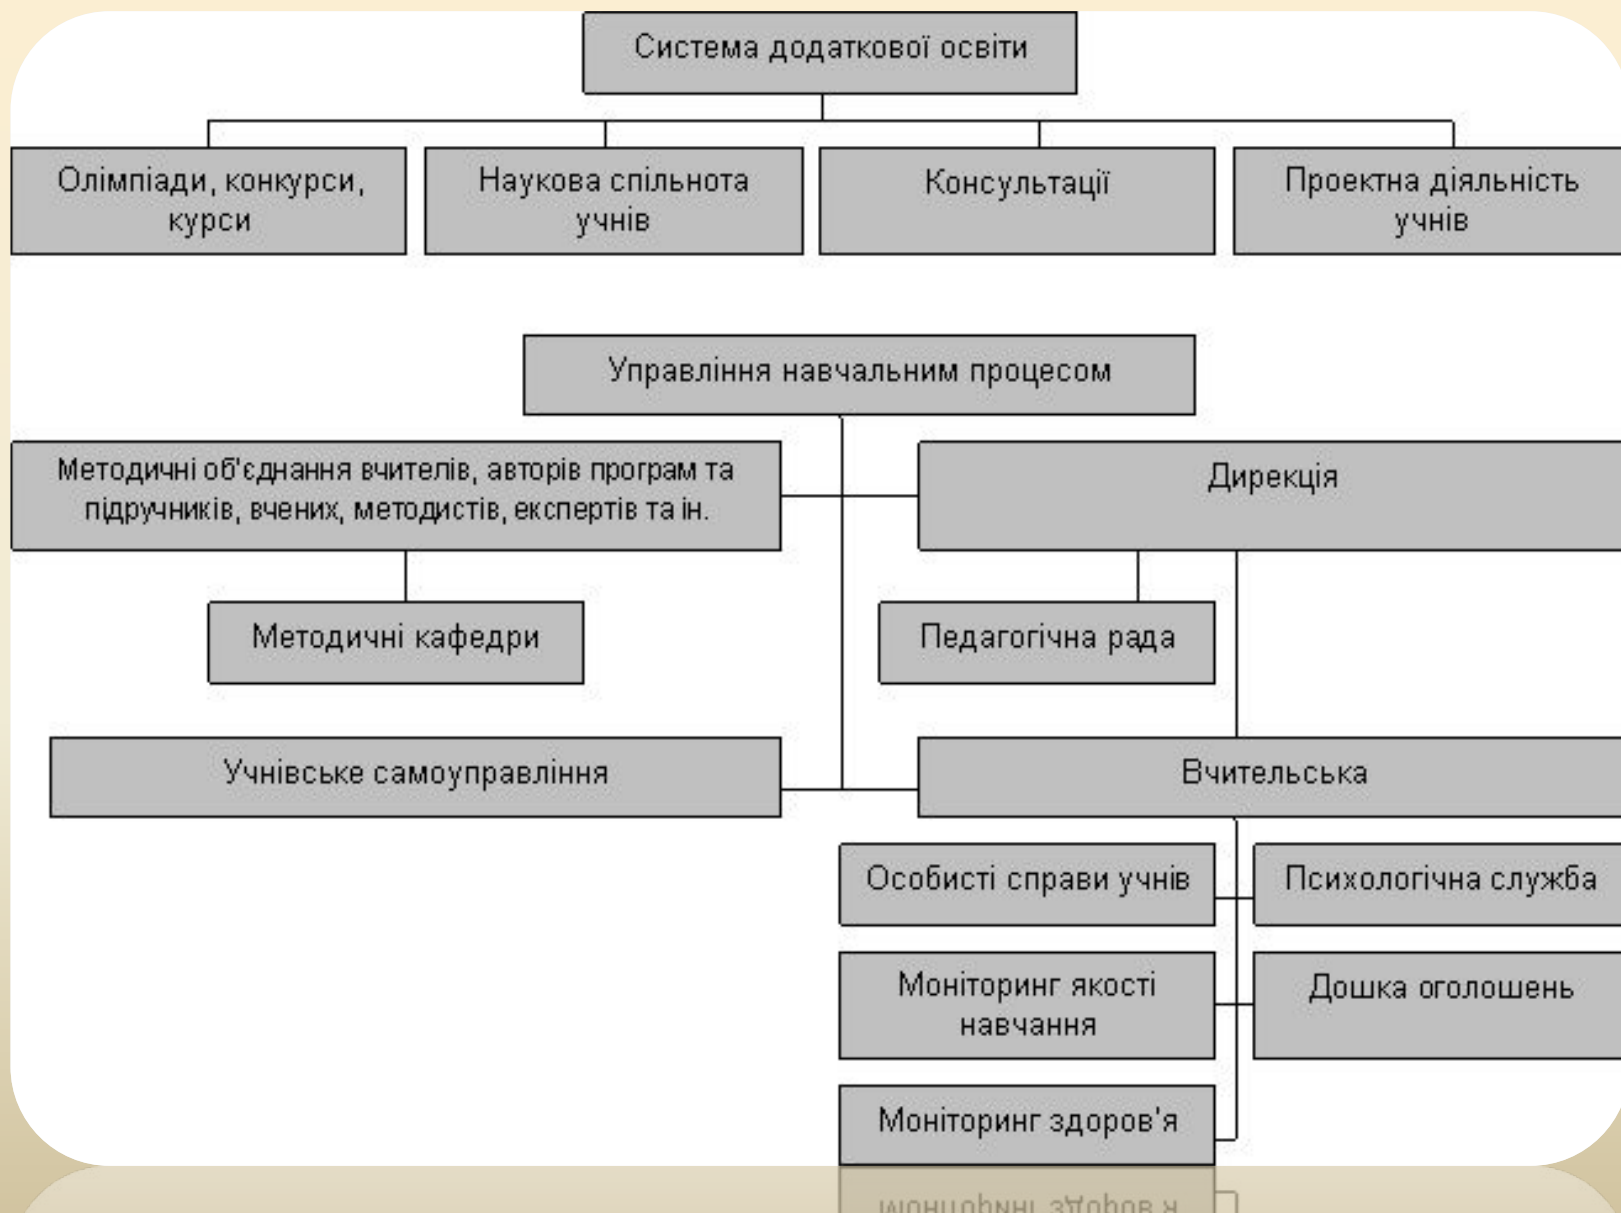 Система додаткової освіти
Олімпіади, конкурси,
курси
Наукова спільнота
учнів
Консультації
Проектна діяльність
учнів
Управління навчальним процесом
Методичні об'єднання вчителів, авторів програм та
підручників, вчених, методистів, експертів та ін.
Дирекція
Методичні кафедри
Педагогічна рада
Учнівське самоуправління
Вчительська
Особисті справи учнів
Психологічна служба
Моніторинг якості
навчання
Дошка оголошень
Моніторинг здоров'я